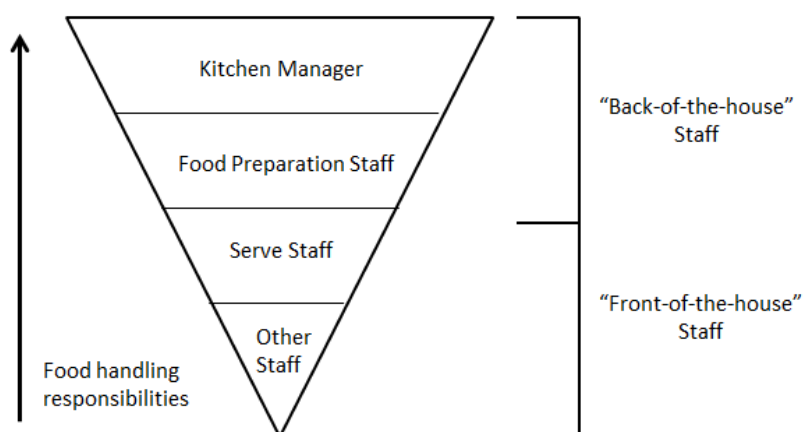 Kitchen Manager
Food Preparation Staff
Serve Staff
Other
Staff
Food handling
responsibilities
“Back-of-the-house”
Staff
“Front-of-the-house”
Staff